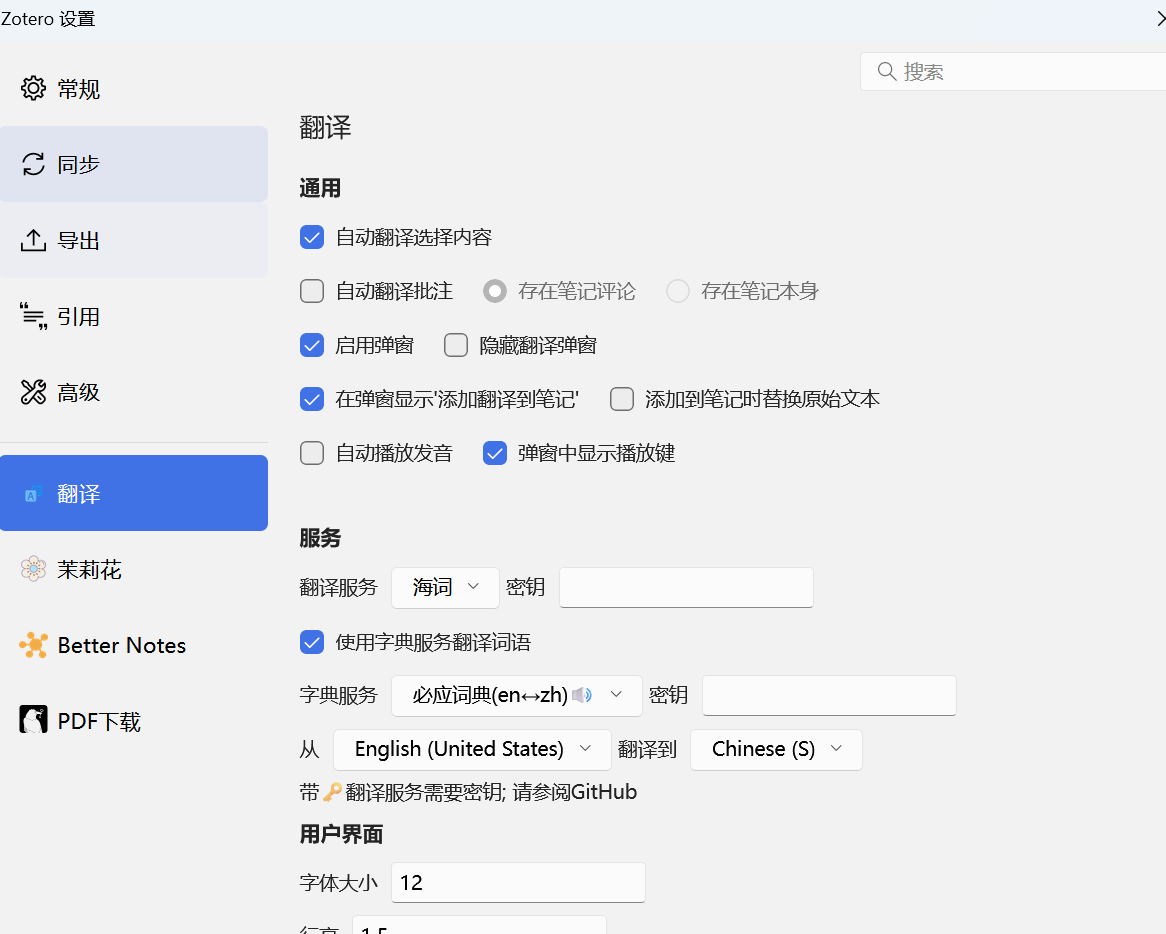 Zotero 设置
搜索
常规
同步
导出
引用
高级
翻译
茉莉花
Better Notes
PDF下载
翻译
通用
自动翻译选择内容
自动翻译批注 存在笔记评论 存在笔记本身
启用弹窗 隐藏翻译弹窗
在弹窗显示'添加翻译到笔记' 添加到笔记时替换原始文本
自动播放发音 弹窗中显示播放键
服务
翻译服务 海词 密钥
使用字典服务翻译词语
字典服务 必应词典(en↔zh)🔊 密钥
从 English (United States) 翻译到 Chinese (S)
带🔑翻译服务需要密钥; 请参阅GitHub
用户界面
字体大小 12
行高 1.5